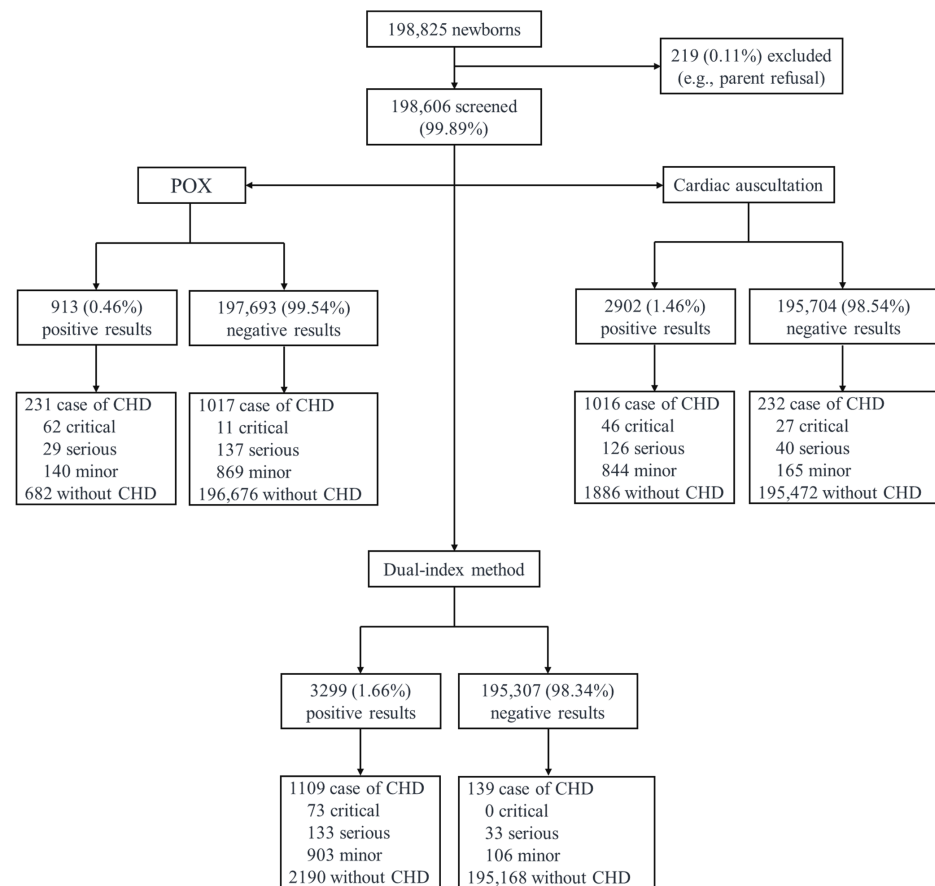 198,825 newborns
219 (0.11%) excluded
(e.g., parent refusal)
198,606 screened
(99.89%)
POX
Cardiac auscultation
913 (0.46%)
positive results
197,693 (99.54%)
negative results
2902 (1.46%)
positive results
195,704 (98.54%)
negative results
231 case of CHD
62 critical
29 serious
140 minor
682 without CHD
1017 case of CHD
11 critical
137 serious
869 minor
196,676 without CHD
1016 case of CHD
46 critical
126 serious
844 minor
1886 without CHD
232 case of CHD
27 critical
40 serious
165 minor
195,472 without CHD
Dual-index method
3299 (1.66%)
positive results
195,307 (98.34%)
negative results
1109 case of CHD
73 critical
133 serious
903 minor
2190 without CHD
139 case of CHD
0 critical
33 serious
106 minor
195,168 without CHD